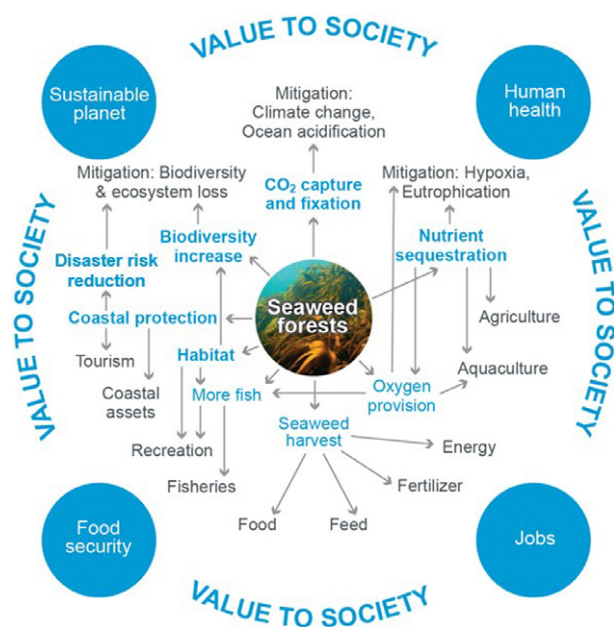 VALUE TO SOCIETY
Sustainable
planet
Human
health
Mitigation:
Climate change,
Ocean acidification
Mitigation: Biodiversity
& ecosystem loss
Mitigation: Hypoxia,
Eutrophication
CO₂ capture
and fixation
Biodiversity
increase
Nutrient
sequestration
Disaster risk
reduction
VALUE TO SOCIETY
VALUE TO SOCIETY
Seaweed
forests
Coastal protection
Agriculture
Tourism
Habitat
Aquaculture
Coastal
assets
More fish
Oxygen
provision
Seaweed
harvest
Recreation
Energy
Fisheries
Fertilizer
Food
Feed
Food
security
Jobs
VALUE TO SOCIETY